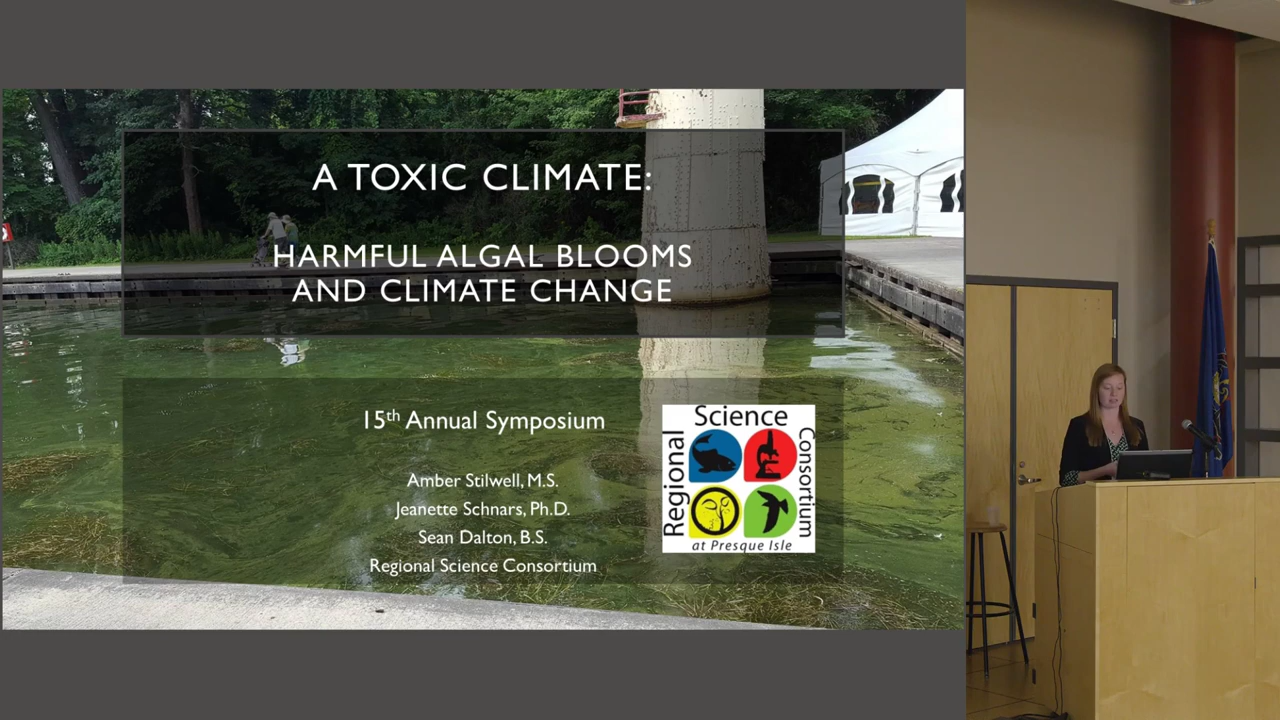 A TOXIC CLIMATE:
HARMFUL ALGAL BLOOMS
AND CLIMATE CHANGE
15th Annual Symposium
Amber Stilwell, M.S.
Jeanette Schnars, Ph.D.
Sean Dalton, B.S.
Regional Science Consortium
Science
Regional
Consortium
at Presque Isle